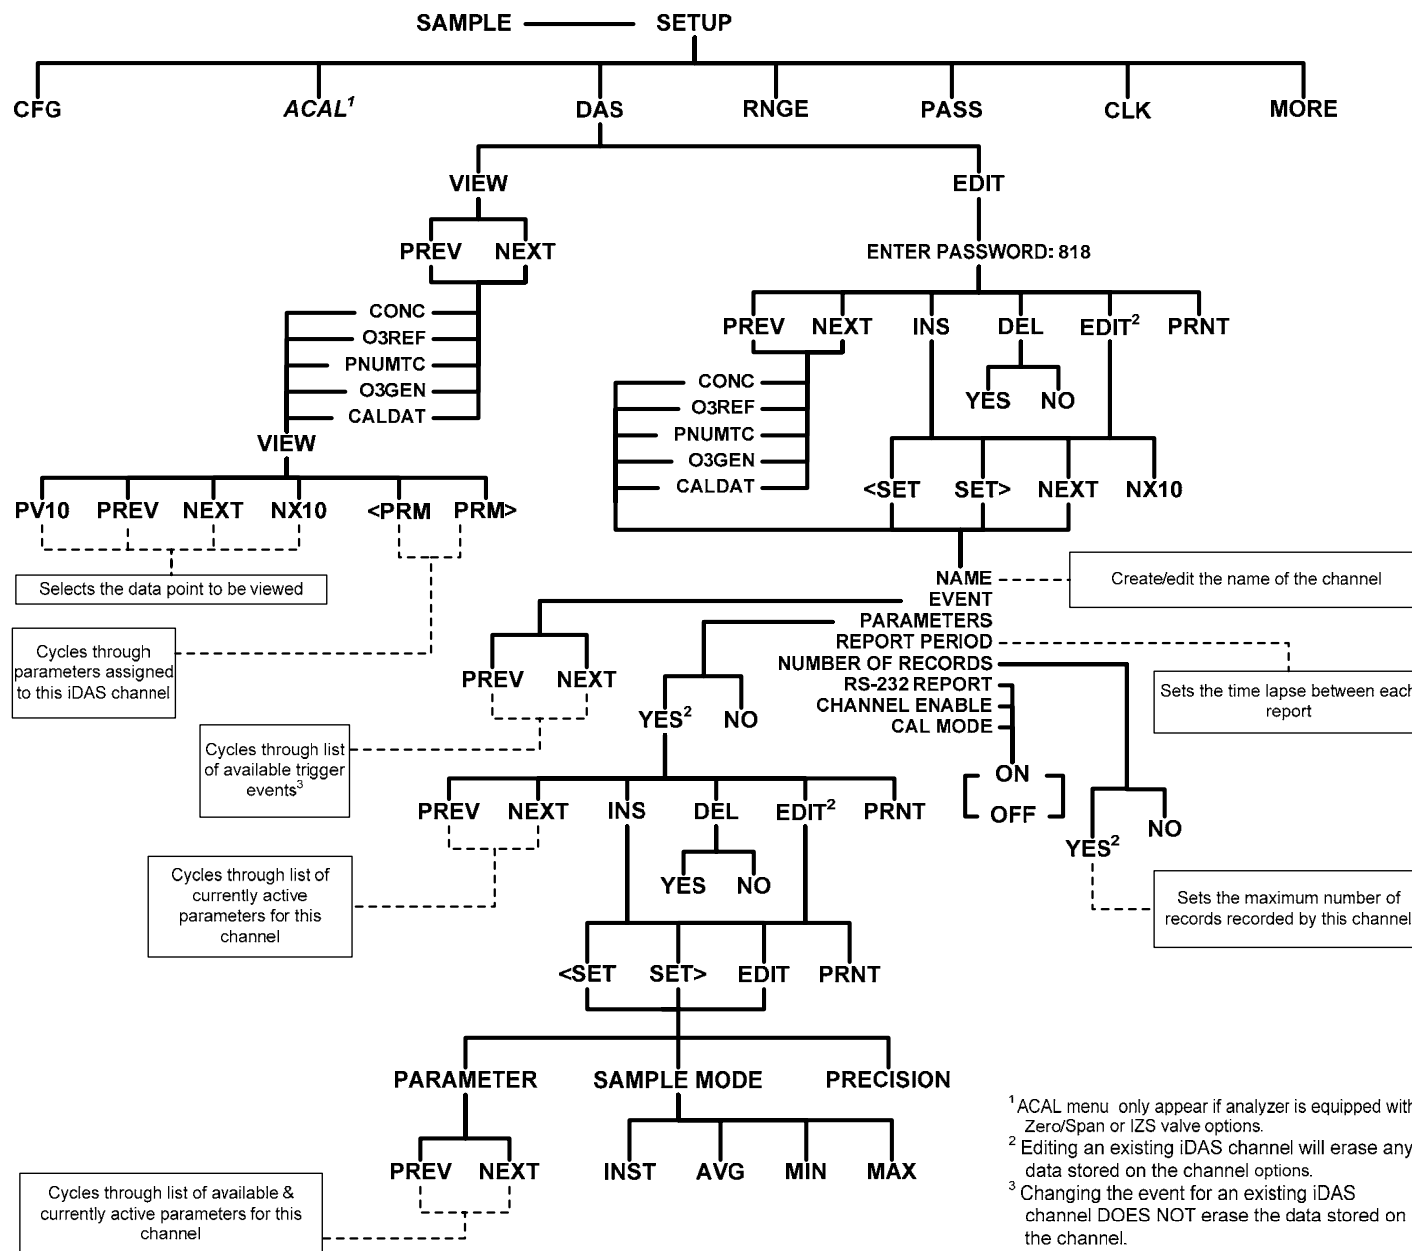 SAMPLE SETUP
CFG ACAL¹ DAS RNGE PASS CLK MORE
VIEW EDIT
PREV NEXT ENTER PASSWORD: 818
CONC
O3REF
PNUMTC
O3GEN
CALDAT
VIEW
PV10 PREV NEXT NX10 <PRM PRM>
Selects the data point to be viewed
Cycles through
parameters assigned
to this iDAS channel
PREV NEXT INS DEL EDIT² PRNT
YES NO
CONC
O3REF
PNUMTC
O3GEN
CALDAT
<SET SET> NEXT NX10
NAME
EVENT
PARAMETERS
REPORT PERIOD
NUMBER OF RECORDS
RS-232 REPORT
CHANNEL ENABLE
CAL MODE
Create/edit the name of the channel
Sets the time lapse between each
report
PREV NEXT
Cycles through list
of available trigger
events³
YES² NO
ON
OFF
YES² NO
Sets the maximum number of
records recorded by this channel
PREV NEXT INS DEL EDIT² PRNT
Cycles through list of
currently active
parameters for this
channel
YES NO
<SET SET> EDIT PRNT
PARAMETER SAMPLE MODE PRECISION
PREV NEXT INST AVG MIN MAX
Cycles through list of available &
currently active parameters for this
channel
¹ ACAL menu only appear if analyzer is equipped with
Zero/Span or IZS valve options.
² Editing an existing iDAS channel will erase any
data stored on the channel options.
³ Changing the event for an existing iDAS
channel DOES NOT erase the data stored on
the channel.